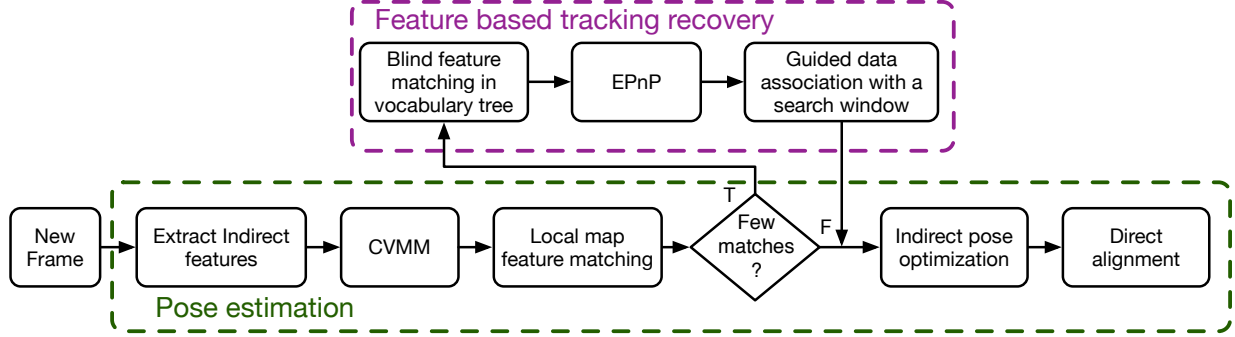 Feature based tracking recovery
Blind feature
matching in
vocabulary tree
EPnP
Guided data
association with a
search window
New
Frame
Extract Indirect
features
CVMM
Local map
feature matching
T
Few
matches
?
F
Indirect pose
optimization
Direct
alignment
Pose estimation